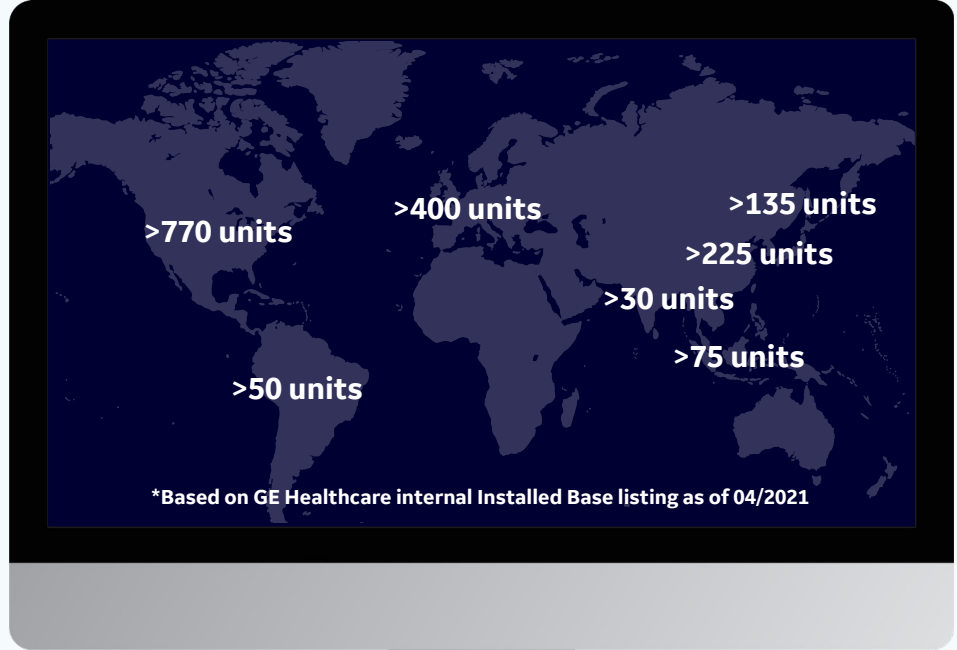 >135 units
>400 units
>770 units
>225 units
>30 units
>75 units
>50 units
*Based on GE Healthcare internal Installed Base listing as of 04/2021